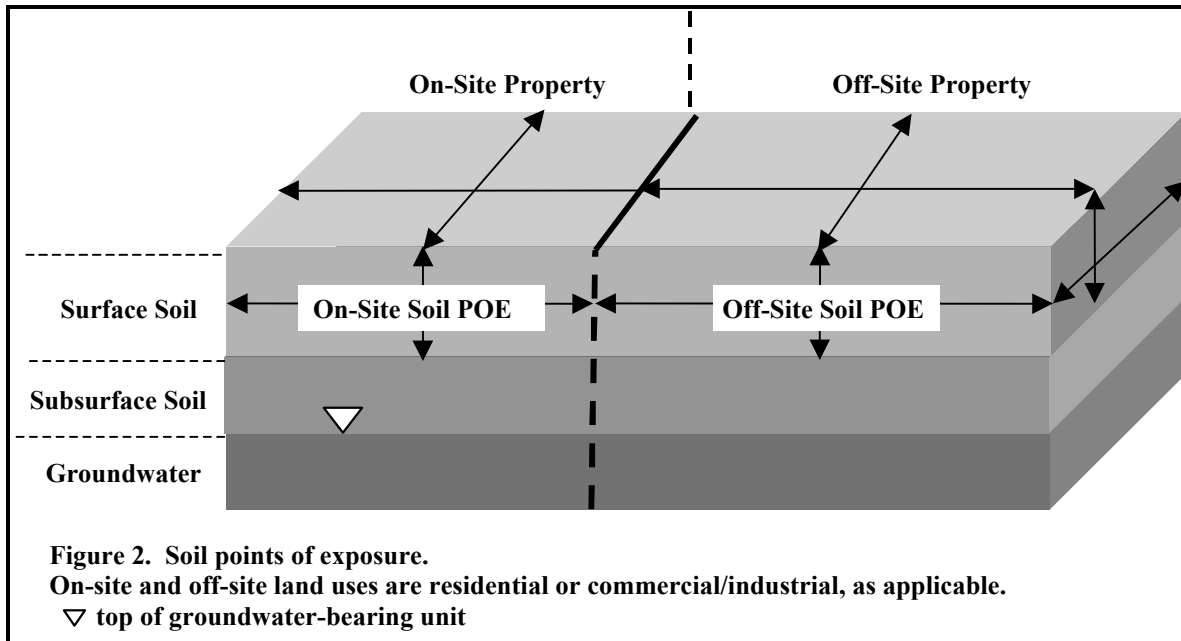 On-Site Property
Off-Site Property
Surface Soil
On-Site Soil POE
Off-Site Soil POE
Subsurface Soil
Groundwater
Figure 2. Soil points of exposure.
On-site and off-site land uses are residential or commercial/industrial, as applicable.
▽ top of groundwater-bearing unit